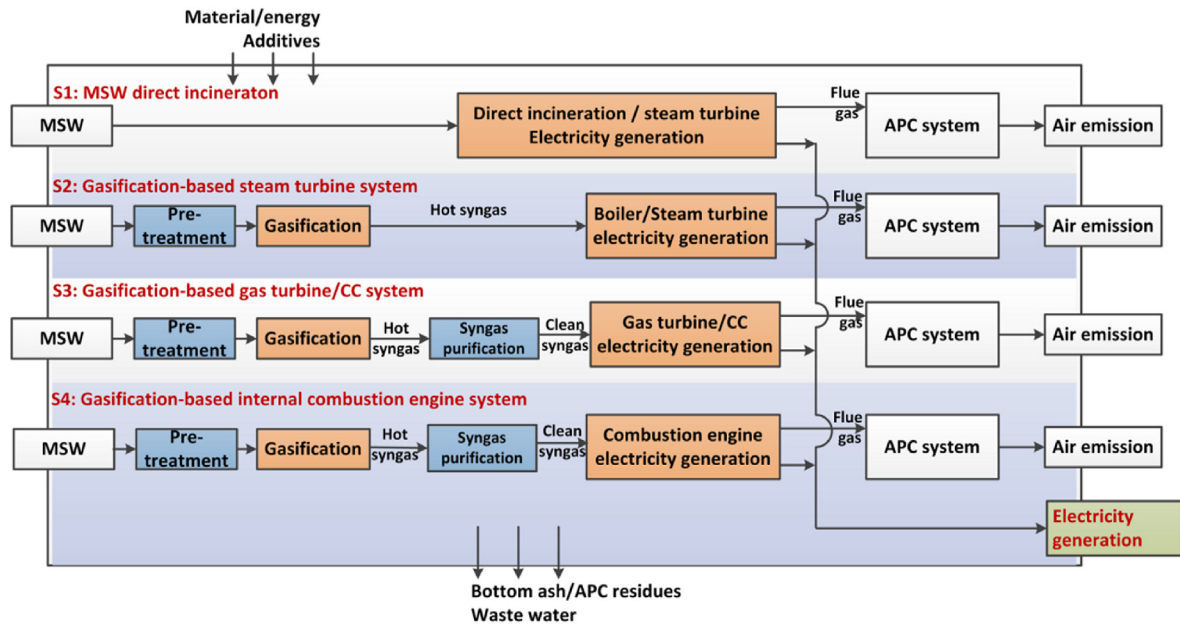 Material/energy
Additives
S1: MSW direct incineraton
MSW
Direct incineration / steam turbine
Electricity generation
Flue
gas
APC system
Air emission
S2: Gasification-based steam turbine system
MSW
Pre-
treatment
Gasification
Hot syngas
Boiler/Steam turbine
electricity generation
Flue
gas
APC system
Air emission
S3: Gasification-based gas turbine/CC system
MSW
Pre-
treatment
Gasification
Hot
syngas
Syngas
purification
Clean
syngas
Gas turbine/CC
electricity generation
Flue
gas
APC system
Air emission
S4: Gasification-based internal combustion engine system
MSW
Pre-
treatment
Gasification
Hot
syngas
Syngas
purification
Clean
syngas
Combustion engine
electricity generation
Flue
gas
APC system
Air emission
Electricity
generation
Bottom ash/APC residues
Waste water